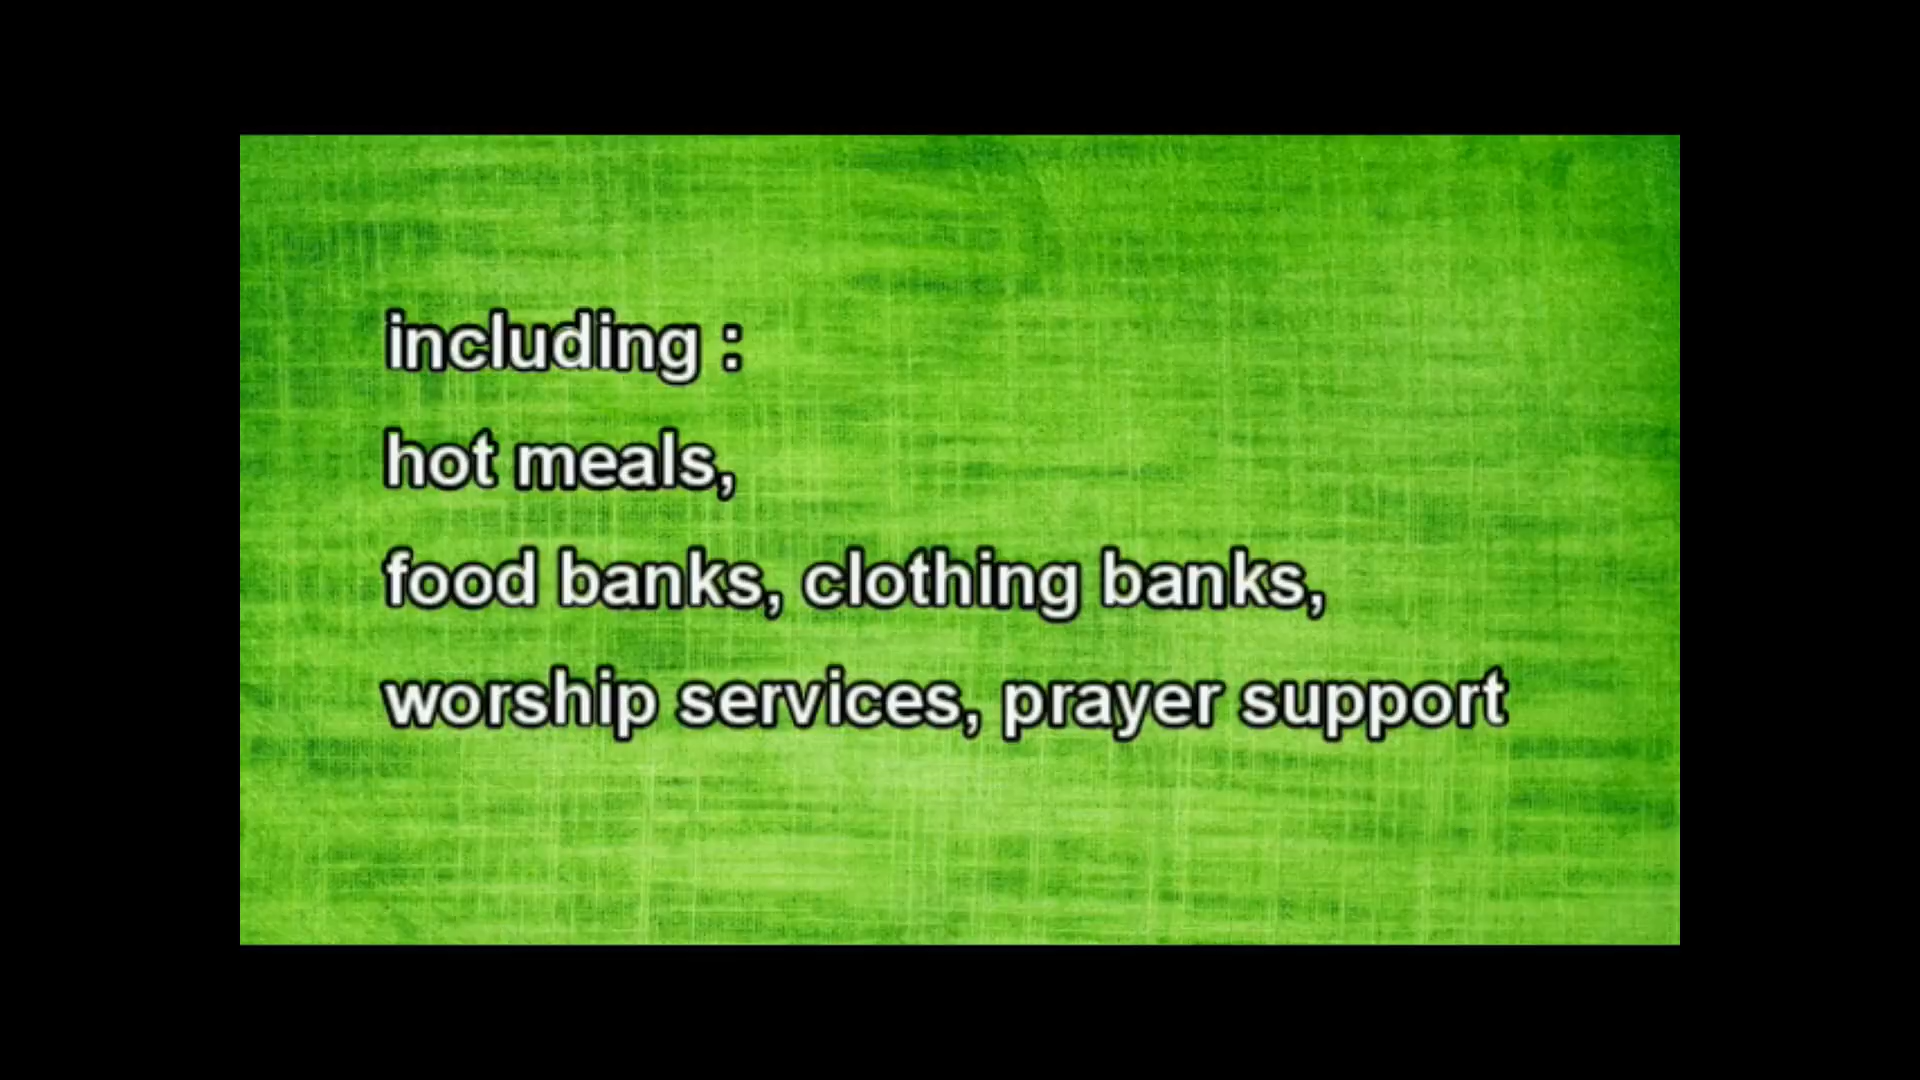 including :
hot meals,
food banks, clothing banks,
worship services, prayer support